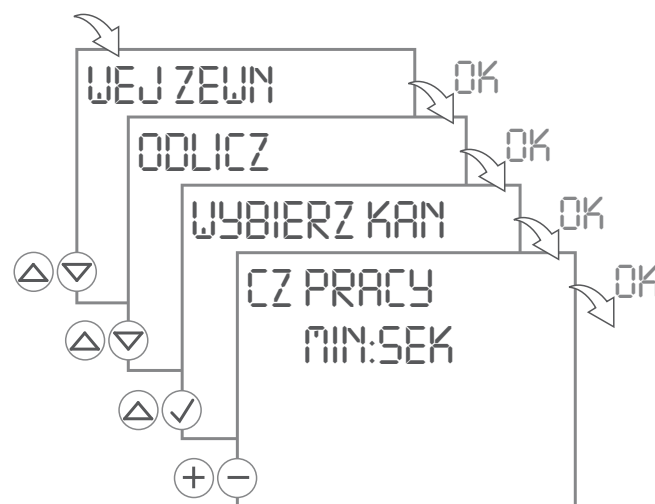 WEJ ZEWN
OK
ODLICZ
OK
WYBIERZ KAN
OK
CZ PRACY
OK
MIN:SEK